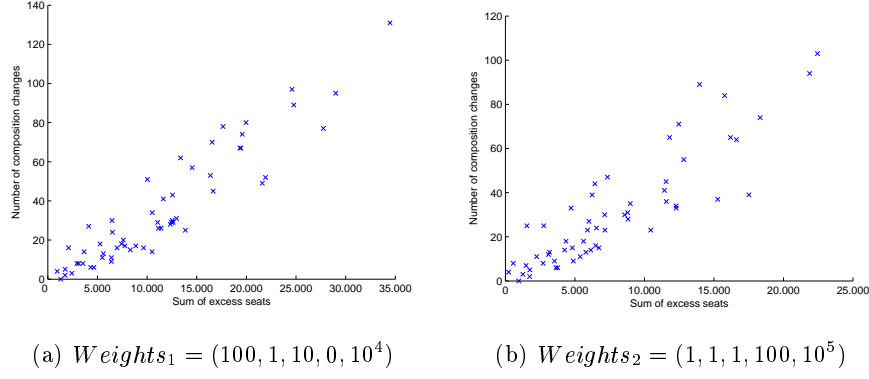 140
120
100
80
60
40
20
0
Number of composition changes
0 5.000 10.000 15.000 20.000 25.000 30.000 35.000
Sum of excess seats
(a) Weights₁ = (100, 1, 10, 0, 10⁴)
120
100
80
60
40
20
0
Number of composition changes
0 5.000 10.000 15.000 20.000 25.000
Sum of excess seats
(b) Weights₂ = (1, 1, 1, 100, 10⁵)